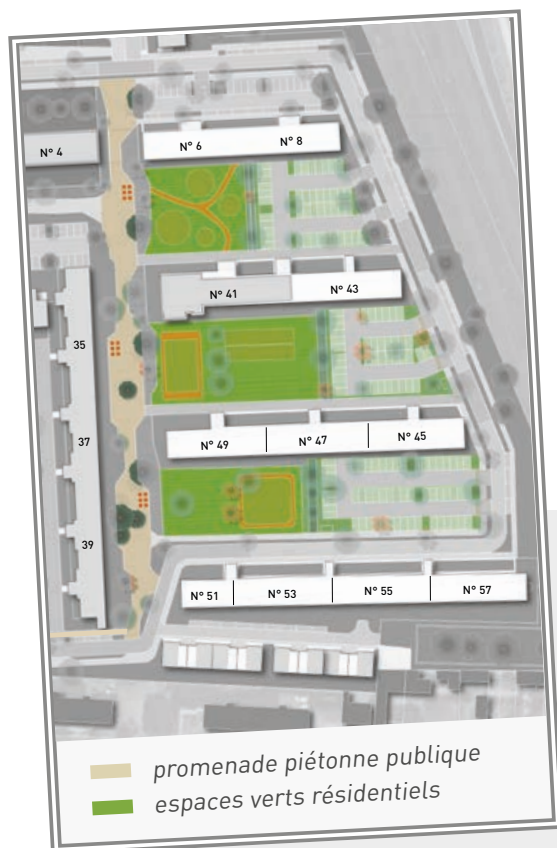 N° 4
N° 6
N° 8
N° 41
N° 43
35
37
39
N° 49
N° 47
N° 45
N° 51
N° 53
N° 55
N° 57
promenade piétonne publique
espaces verts résidentiels